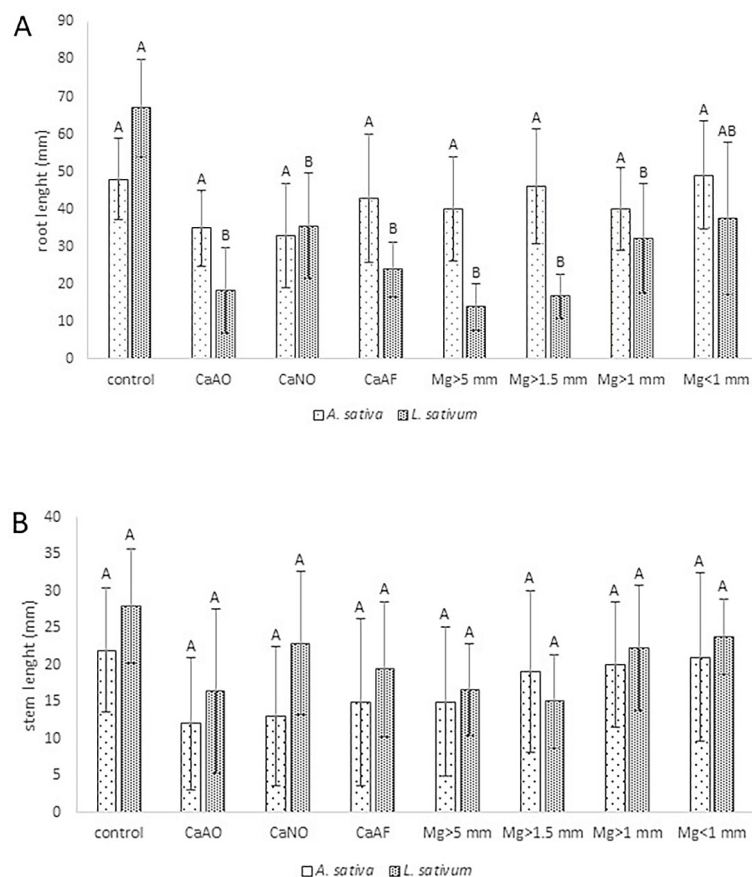 A
root lenght (mm)
90
80
70
60
50
40
30
20
10
0
A A A B A B A B A B A B A B A AB
control CaAO CaNO CaAF Mg>5 mm Mg>1.5 mm Mg>1 mm Mg<1 mm
A. sativa L. sativum
B
stem lenght (mm)
40
35
30
25
20
15
10
5
0
A A A A A A A A A A A A A A A A
control CaAO CaNO CaAF Mg>5 mm Mg>1.5 mm Mg>1 mm Mg<1 mm
A. sativa L. sativum